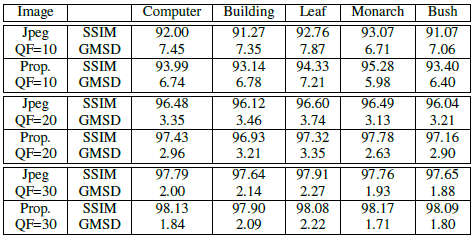 Image Computer Building Leaf Monarch Bush
Jpeg SSIM 92.00 91.27 92.76 93.07 91.07
QF=10 GMSD 7.45 7.35 7.87 6.71 7.06
Prop. SSIM 93.99 93.14 94.33 95.28 93.40
QF=10 GMSD 6.74 6.78 7.21 5.98 6.40
Jpeg SSIM 96.48 96.12 96.60 96.49 96.04
QF=20 GMSD 3.35 3.46 3.74 3.13 3.21
Prop. SSIM 97.43 96.93 97.32 97.78 97.16
QF=20 GMSD 2.96 3.21 3.35 2.63 2.90
Jpeg SSIM 97.79 97.64 97.91 97.76 97.65
QF=30 GMSD 2.00 2.14 2.27 1.93 1.88
Prop. SSIM 98.13 97.90 98.08 98.17 98.09
QF=30 GMSD 1.84 2.09 2.22 1.71 1.80